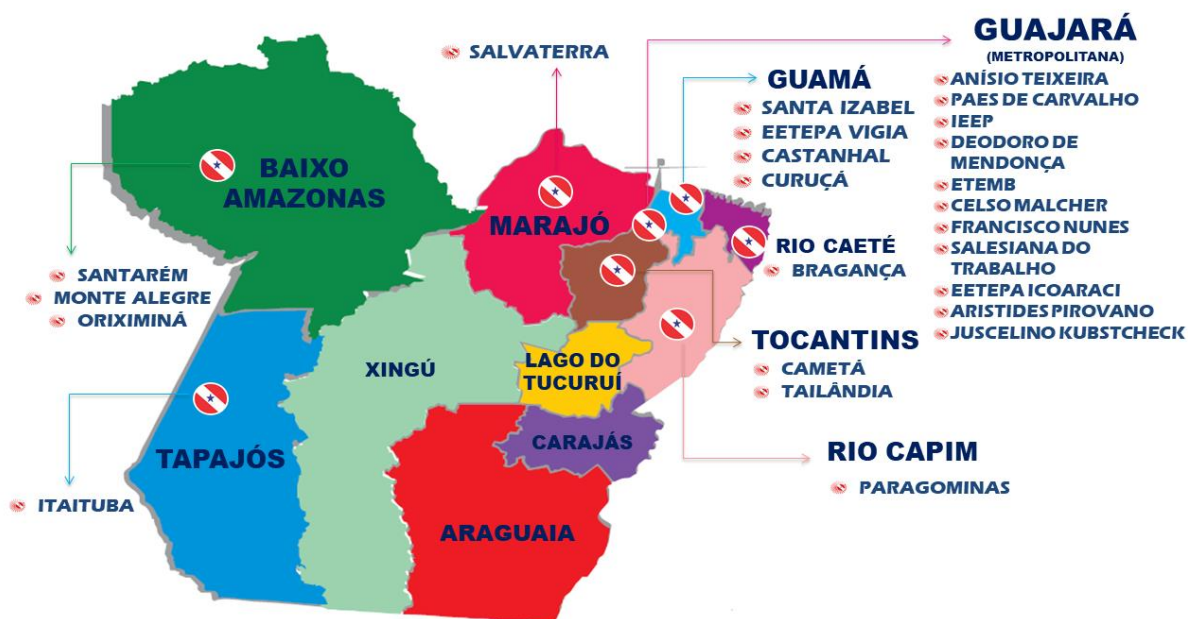 SALVATERRA
BAIXO
AMAZONAS
SANTARÉM
MONTE ALEGRE
ORIXIMINÁ
MARAJÓ
GUAMÁ
SANTA IZABEL
EETEPA VIGIA
CASTANHAL
CURUÇÁ
GUAJARÁ
(METROPOLITANA)
ANÍSIO TEIXEIRA
PAES DE CARVALHO
IEEP
DEODORO DE
MENDONÇA
ETEMB
CELSO MALCHER
FRANCISCO NUNES
SALESIANA DO
TRABALHO
EETEPA ICOARACI
ARISTIDES PIROVANO
JUSCELINO KUBSTCHECK
RIO CAETÉ
BRAGANÇA
TOCANTINS
CAMETÁ
TAILÂNDIA
XINGÚ
LAGO DO
TUCURUÍ
TAPAJÓS
ITAITUBA
CARAJÁS
RIO CAPIM
PARAGOMINAS
ARAGUAIA